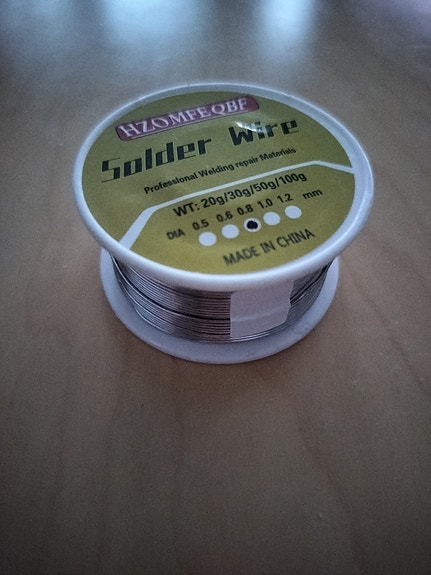 HZOMFEQBF
Solder Wire
Professional Welding repair Materials
WT: 20g/30g/50g/100g
DIA 0.5 0.6 0.8 1.0 1.2 mm
MADE IN CHINA